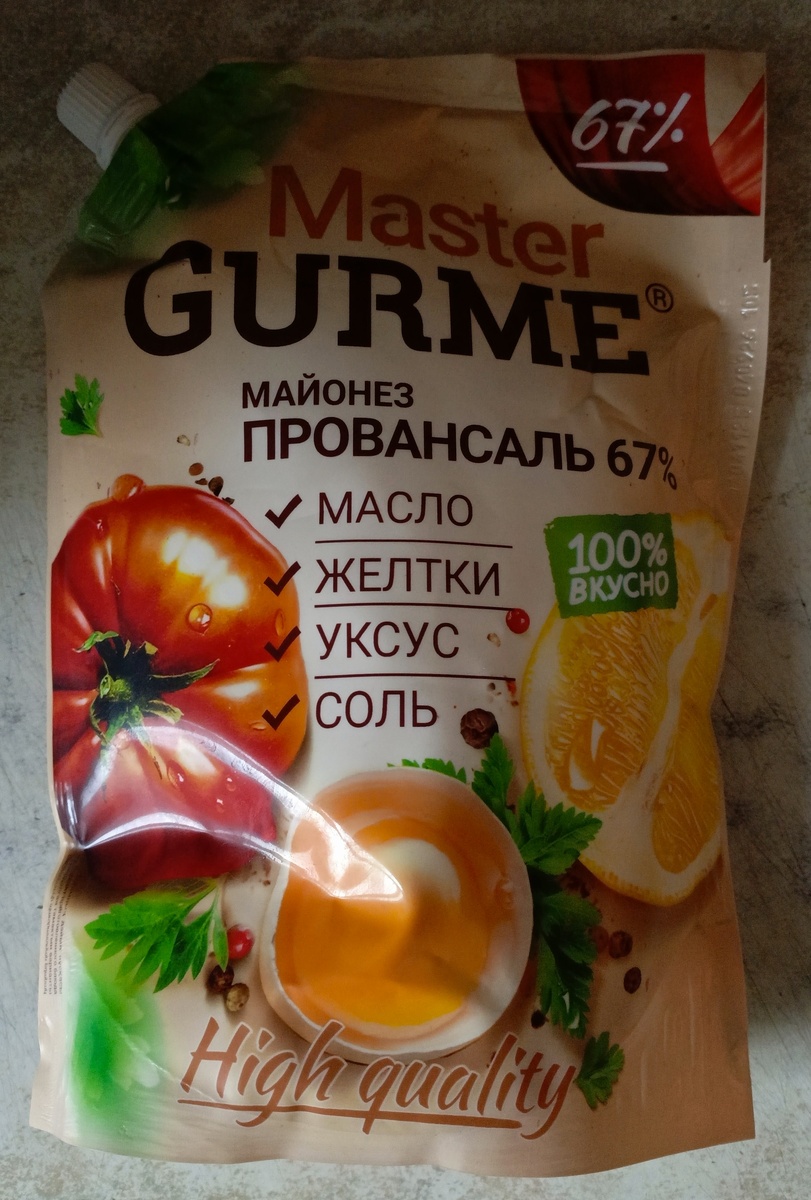 67%
Master
GURME®
МАЙОНЕЗ
ПРОВАНСАЛЬ 67%
МАСЛО
ЖЕЛТКИ
УКСУС
СОЛЬ
100%
ВКУСНО
High quality